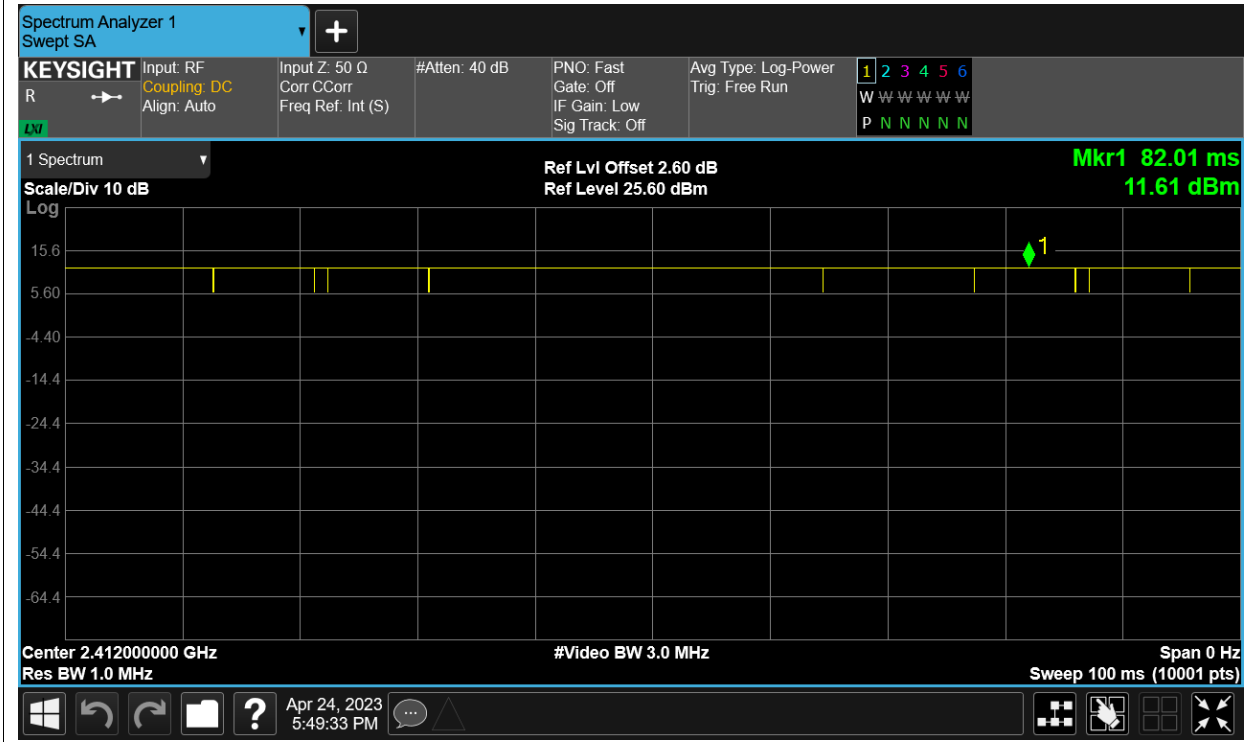 Spectrum Analyzer 1
Swept SA
KEYSIGHT
R
LXI
Input: RF
Coupling: DC
Align: Auto
Input Z: 50 Ω
Corr CCorr
Freq Ref: Int (S)
#Atten: 40 dB
PNO: Fast
Gate: Off
IF Gain: Low
Sig Track: Off
Avg Type: Log-Power
Trig: Free Run
1 2 3 4 5 6
W W W W W W
P N N N N N
1 Spectrum
Scale/Div 10 dB
Log
Ref Lvl Offset 2.60 dB
Ref Level 25.60 dBm
Mkr1 82.01 ms
11.61 dBm
1
15.6
5.60
-4.40
-14.4
-24.4
-34.4
-44.4
-54.4
-64.4
Center 2.412000000 GHz
Res BW 1.0 MHz
#Video BW 3.0 MHz
Span 0 Hz
Sweep 100 ms (10001 pts)
?
Apr 24, 2023
5:49:33 PM